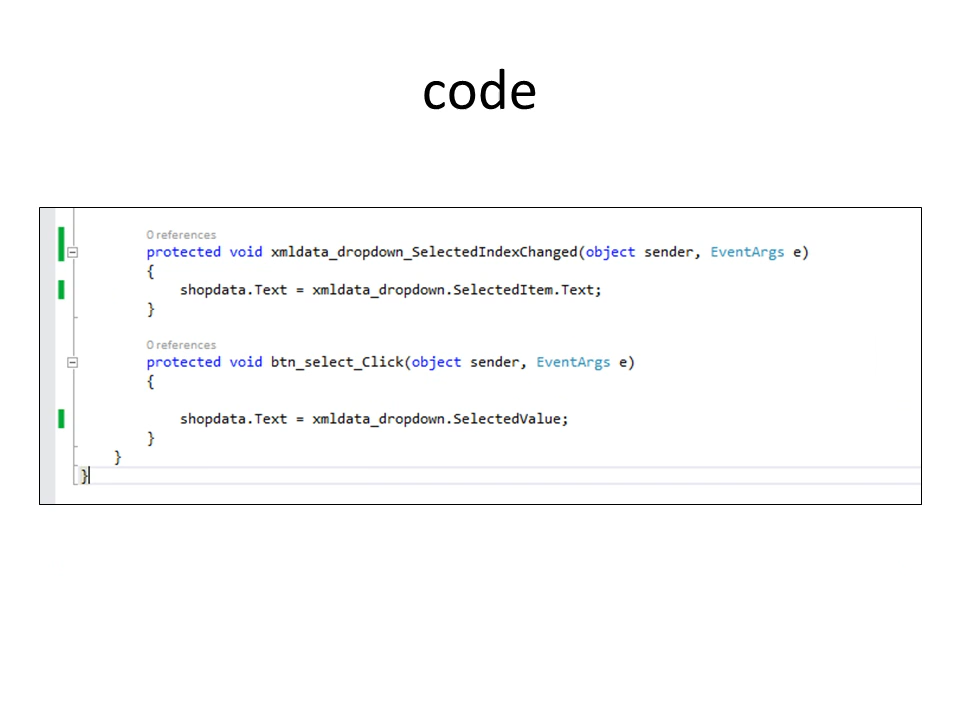 code
0 references
protected void xmldata_dropdown_SelectedIndexChanged(object sender, EventArgs e)
{
shopdata.Text = xmldata_dropdown.SelectedItem.Text;
}
0 references
protected void btn_select_Click(object sender, EventArgs e)
{
shopdata.Text = xmldata_dropdown.SelectedValue;
}
}
}